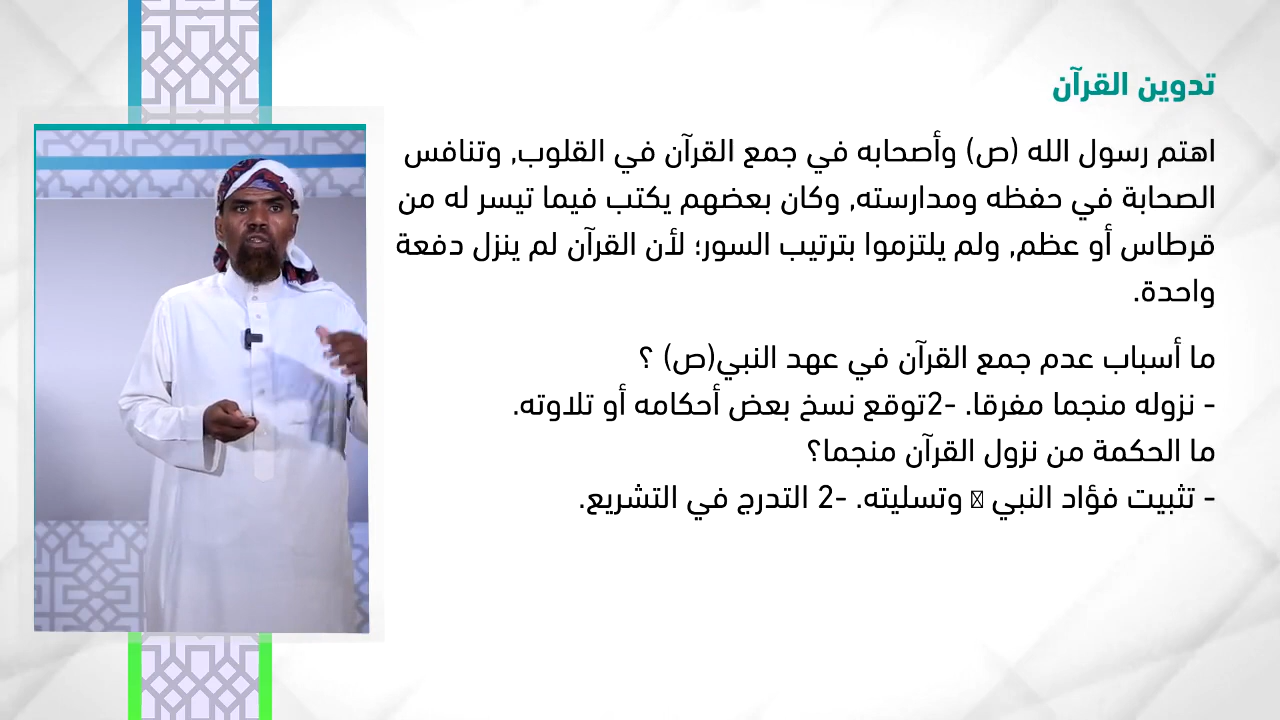 تدوين القرآن
اهتم رسول الله (ص) وأصحابه في جمع القرآن في القلوب, وتنافس
الصحابة في حفظه ومدارسته, وكان بعضهم يكتب فيما تيسر له من
قرطاس أو عظم, ولم يلتزموا بترتيب السور؛ لأن القرآن لم ينزل دفعة
واحدة.
ما أسباب عدم جمع القرآن في عهد النبي(ص) ؟
- نزوله منجما مفرقا. -2توقع نسخ بعض أحكامه أو تلاوته.
ما الحكمة من نزول القرآن منجما؟
- تثبيت فؤاد النبي وتسليته. -2 التدرج في التشريع.